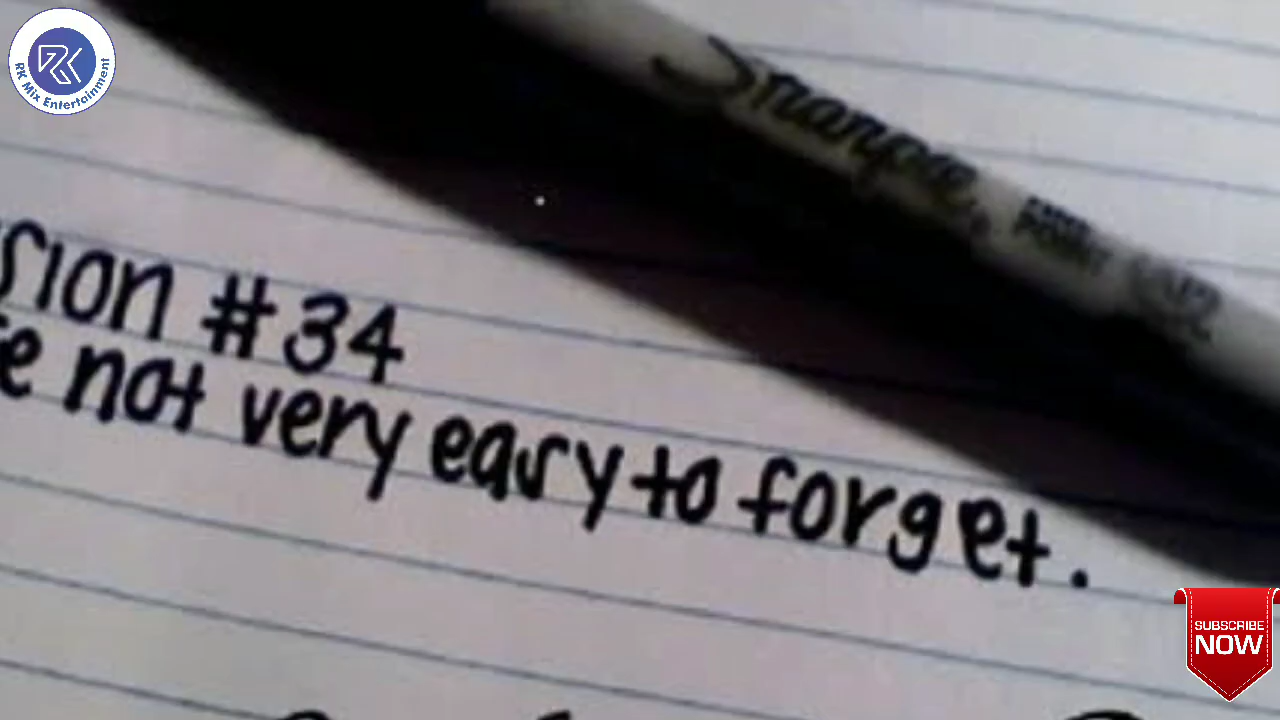 RK Mix Entertainment
Sharpie
sion #34
e not very easy to forget.
SUBSCRIBE
NOW